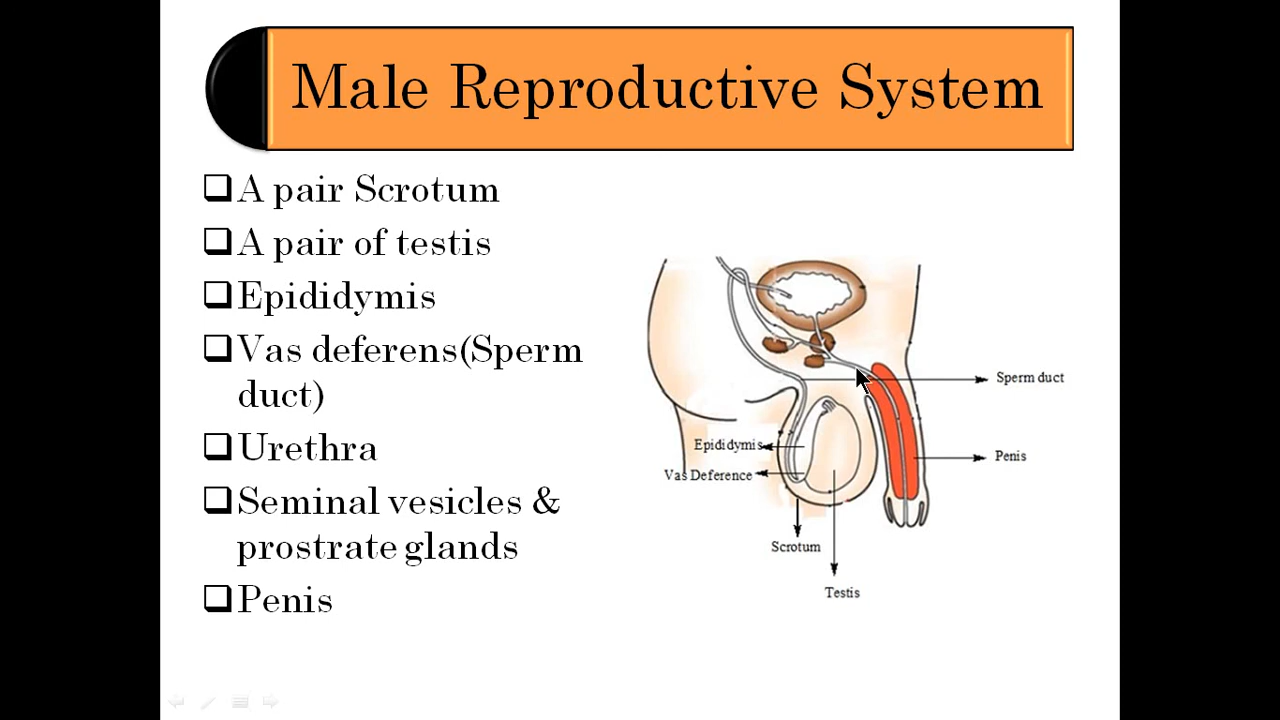 Male Reproductive System
A pair Scrotum
A pair of testis
Epididymis
Vas deferens(Sperm
duct)
Urethra
Seminal vesicles &
prostrate glands
Penis
Sperm duct
Epididymis
Penis
Vas Deference
Scrotum
Testis